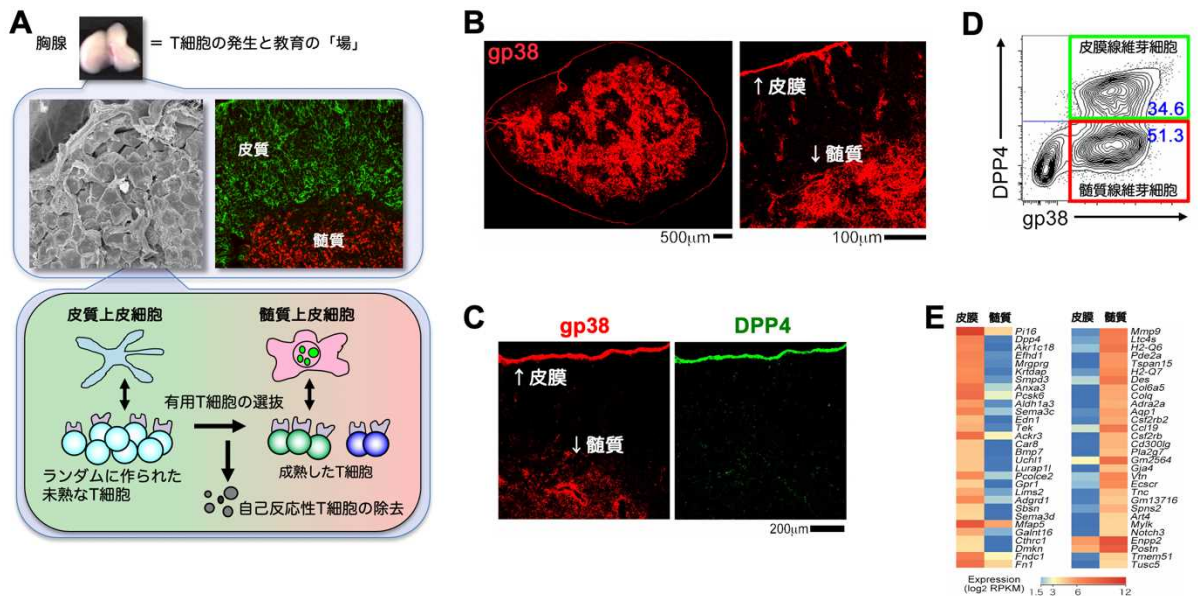 A
胸腺
= T細胞の発生と教育の「場」
皮質
髄質
皮質上皮細胞
髄質上皮細胞
有用T細胞の選抜
ランダムに作られた
未熟なT細胞
成熟したT細胞
自己反応性T細胞の除去
B
gp38
500μm
↑ 皮膜
↓ 髄質
100μm
C
gp38
DPP4
↑ 皮膜
↓ 髄質
200μm
D
DPP4
皮膜線維芽細胞
34.6
51.3
髄質線維芽細胞
gp38
E
皮膜 髄質
Pi16
Dpp4
Akr1c18
Efhd1
Mrgprg
Krtdap
Smpd3
Anxa3
Pcsk6
Aldh1a3
Sema3c
Edn1
Tek
Ackr3
Car8
Bmp7
Uchl1
Lurap1l
Pcolce2
Gpr1
Lims2
Adgrd1
Sbsn
Sema3d
Mfap5
Galnt16
Cthrc1
Dmkn
Fndc1
Fn1
皮膜 髄質
Mmp9
Ltc4s
H2-Q6
Pde2a
Tspan15
H2-Q7
Des
Col6a5
Colq
Adra2a
Aqp1
Csf2rb2
Ccl19
Csf2rb
Cd300lg
Pla2g7
Gm2564
Gja4
Vtn
Ecscr
Tnc
Gm13716
Spns2
Art4
Mylk
Notch3
Enpp2
Postn
Tmem51
Tusc5
Expression
(log2 RPKM)
1.5 3 6 12